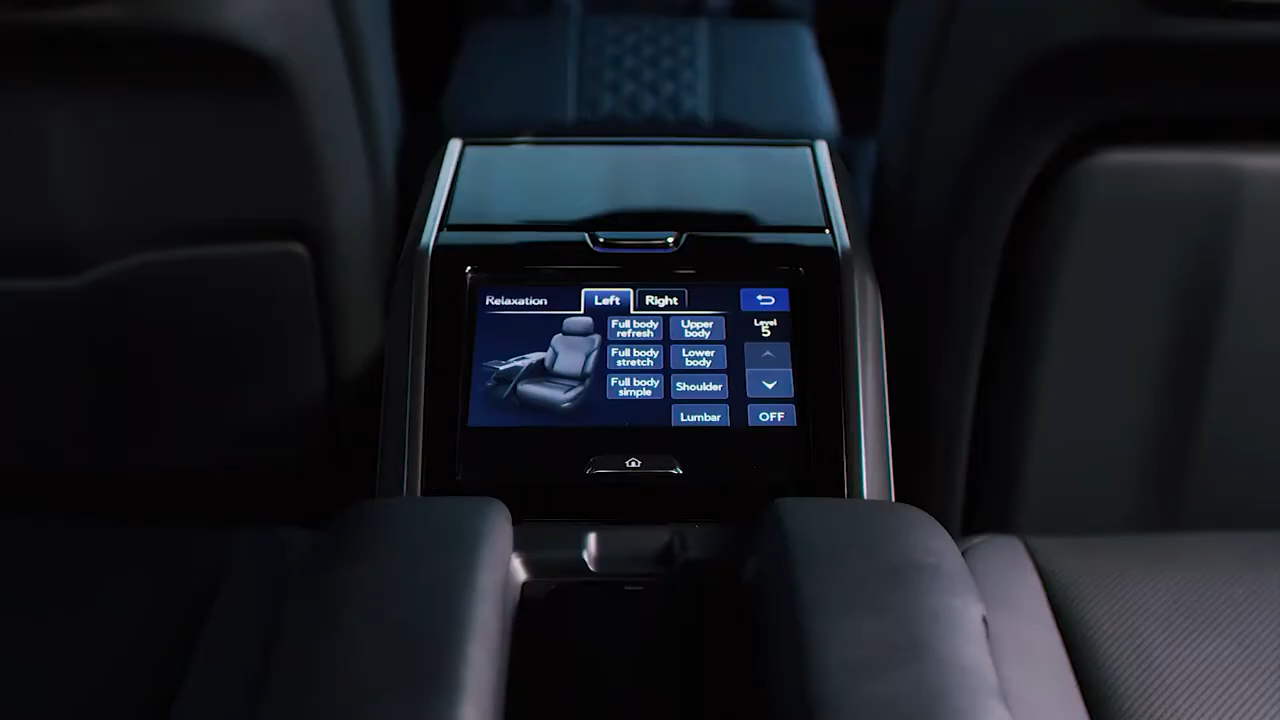 Relaxation
Left
Right
Full body
refresh
Upper
body
Level
5
Full body
stretch
Lower
body
Full body
simple
Shoulder
Lumbar
OFF